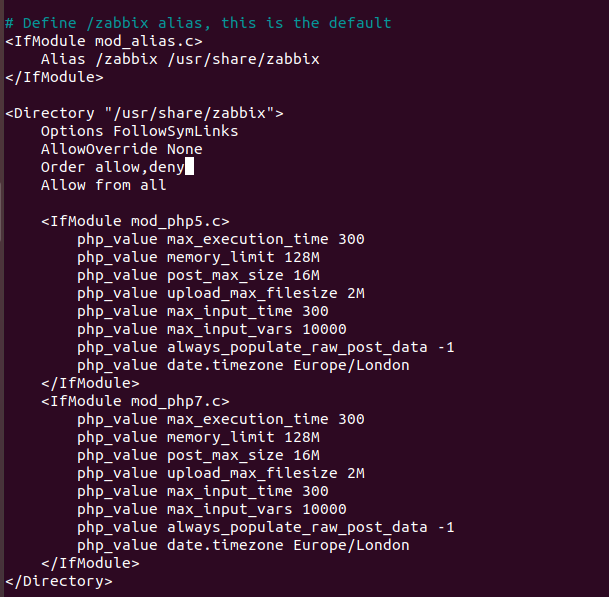 # Define /zabbix alias, this is the default
<IfModule mod_alias.c>
    Alias /zabbix /usr/share/zabbix
</IfModule>

<Directory "/usr/share/zabbix">
    Options FollowSymLinks
    AllowOverride None
    Order allow,deny
    Allow from all

    <IfModule mod_php5.c>
        php_value max_execution_time 300
        php_value memory_limit 128M
        php_value post_max_size 16M
        php_value upload_max_filesize 2M
        php_value max_input_time 300
        php_value max_input_vars 10000
        php_value always_populate_raw_post_data -1
        php_value date.timezone Europe/London
    </IfModule>
    <IfModule mod_php7.c>
        php_value max_execution_time 300
        php_value memory_limit 128M
        php_value post_max_size 16M
        php_value upload_max_filesize 2M
        php_value max_input_time 300
        php_value max_input_vars 10000
        php_value always_populate_raw_post_data -1
        php_value date.timezone Europe/London
    </IfModule>
</Directory>